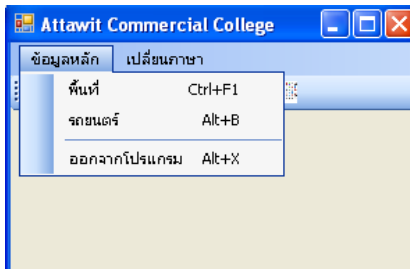 Attawit Commercial College
ข้อมูลหลัก เปลี่ยนภาษา
พื้นที่ Ctrl+F1
รถยนตร์ Alt+B
ออกจากโปรแกรม Alt+X